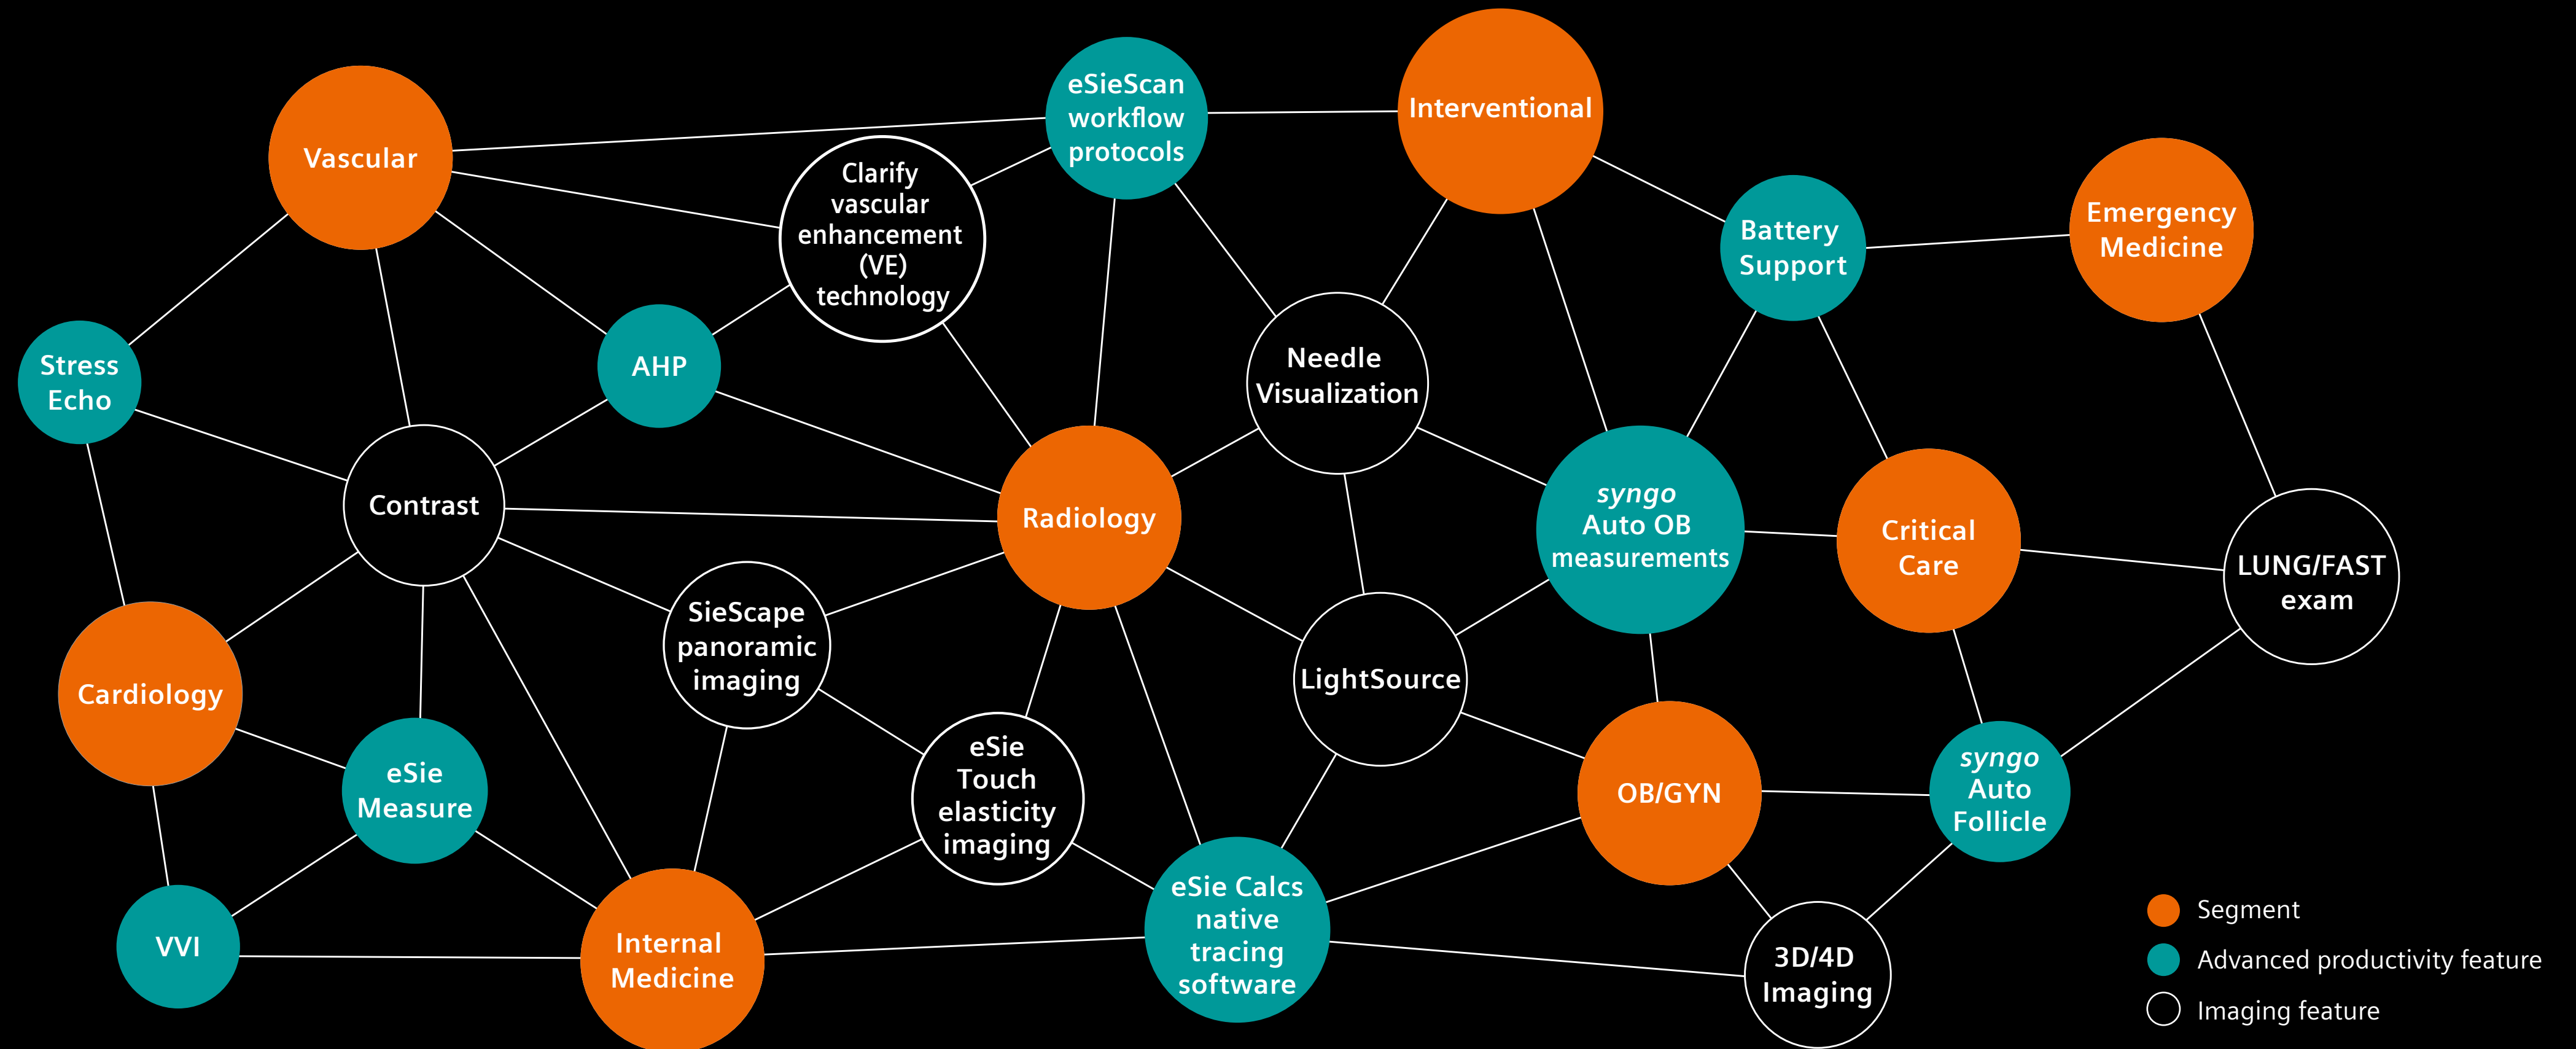 eSieScan
workflow
protocols
Interventional
Vascular
Clarify
vascular
enhancement
(VE)
technology
Battery
Support
Emergency
Medicine
Stress
Echo
AHP
Needle
Visualization
Contrast
Radiology
syngo
Auto OB
measurements
Critical
Care
LUNG/FAST
exam
SieScape
panoramic
imaging
LightSource
Cardiology
eSie
Measure
eSie
Touch
elasticity
imaging
OB/GYN
syngo
Auto
Follicle
VVI
Internal
Medicine
eSie Calcs
native
tracing
software
3D/4D
Imaging
Segment
Advanced productivity feature
Imaging feature